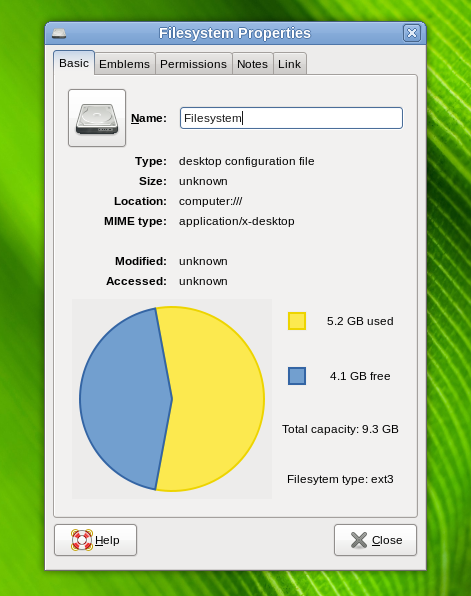 Filesystem Properties
Basic Emblems Permissions Notes Link
Name: Filesystem
Type: desktop configuration file
Size: unknown
Location: computer:///
MIME type: application/x-desktop
Modified: unknown
Accessed: unknown
5.2 GB used
4.1 GB free
Total capacity: 9.3 GB
Filesytem type: ext3
Help Close